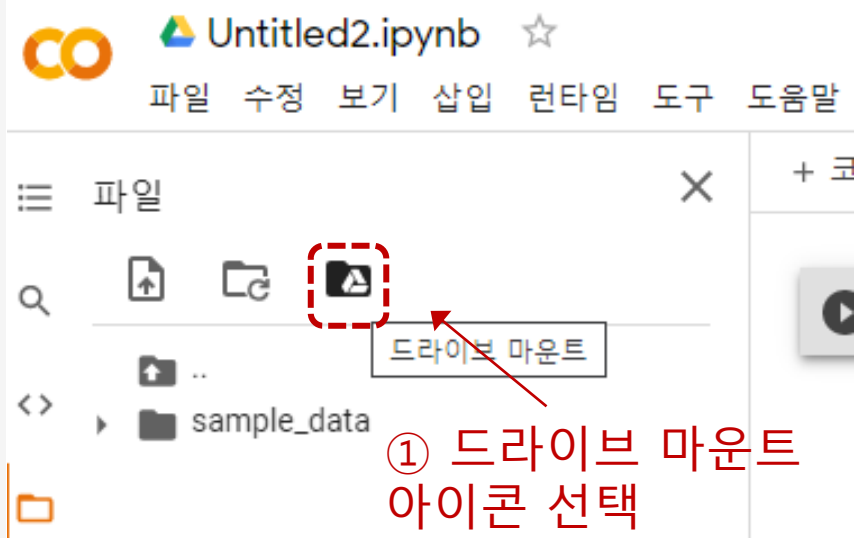 Untitled2.ipynb
파일 수정 보기 삽입 런타임 도구 도움말
파일
+ 코
드라이브 마운트
..
sample_data
① 드라이브 마운트
아이콘 선택